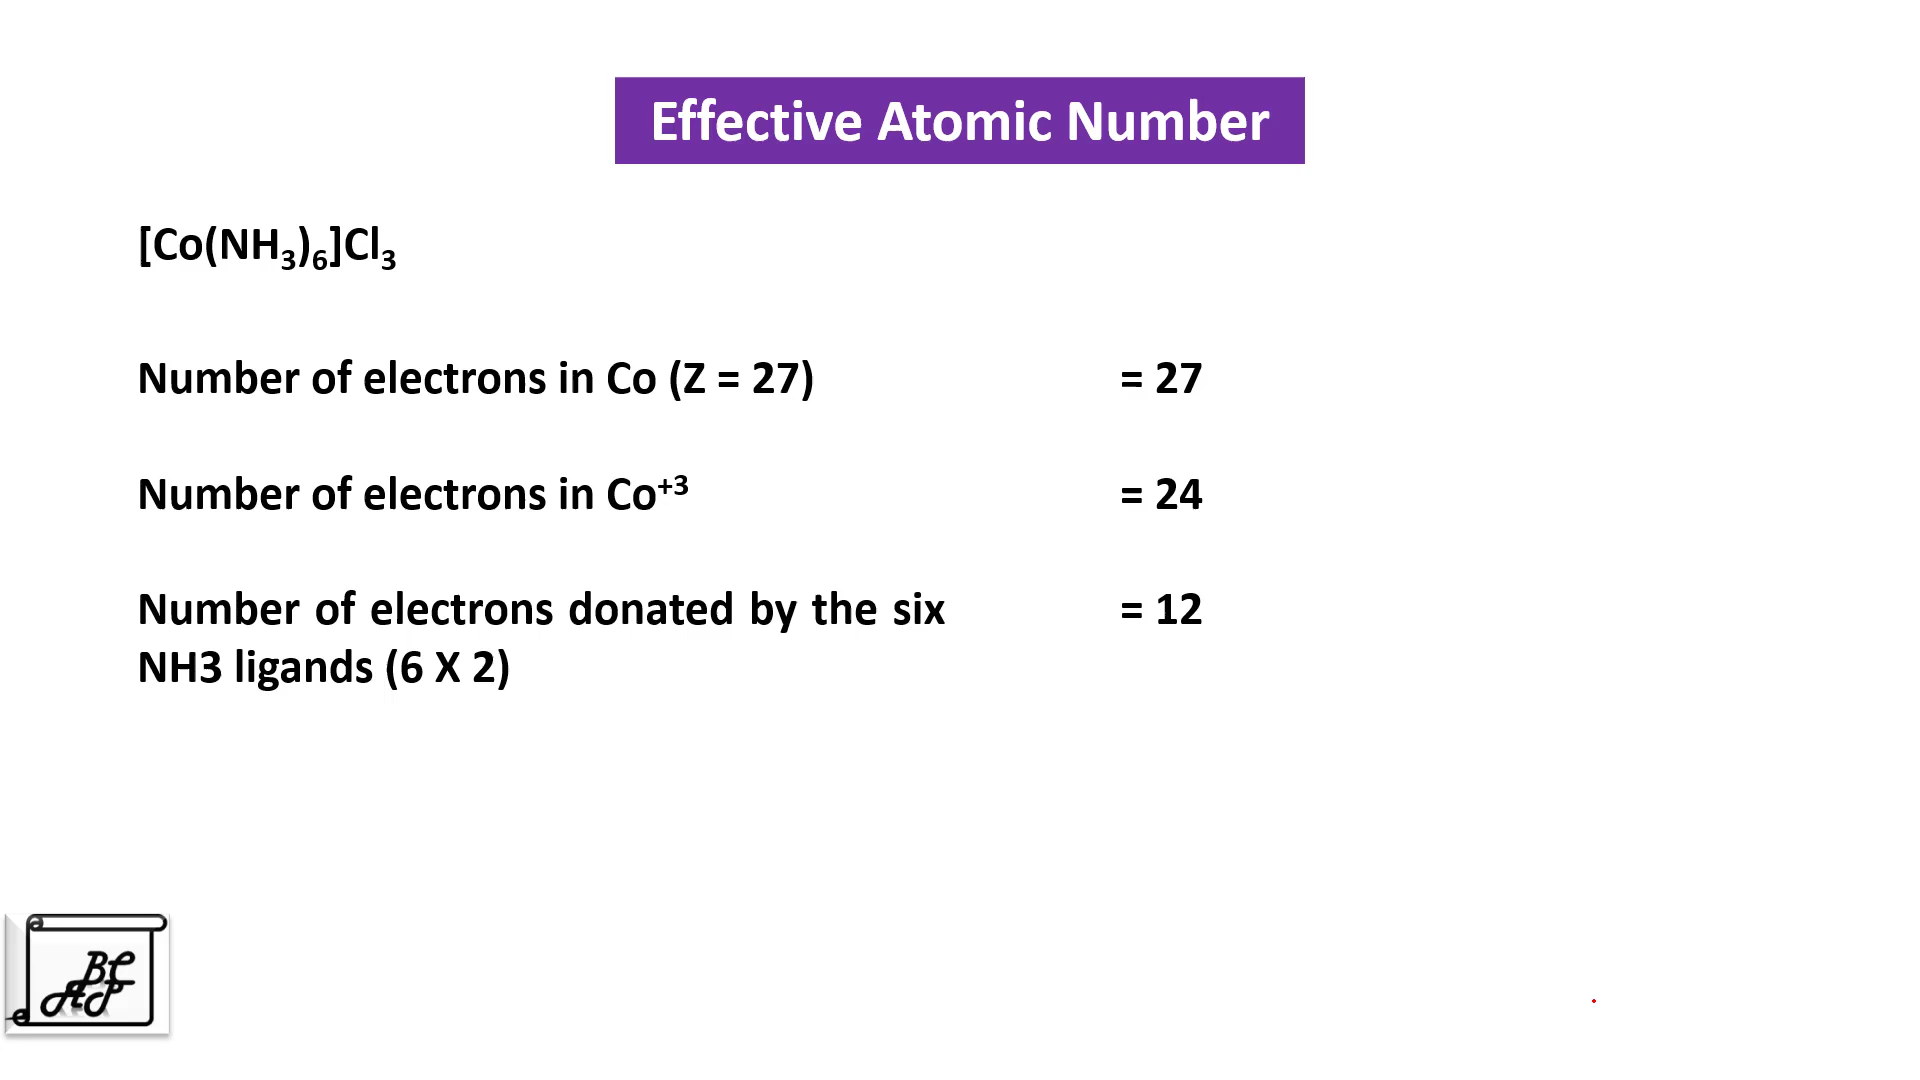 Effective Atomic Number
[Co(NH₃)₆]Cl₃
Number of electrons in Co (Z = 27) = 27
Number of electrons in Co⁺³ = 24
Number of electrons donated by the six = 12
NH3 ligands (6 X 2)